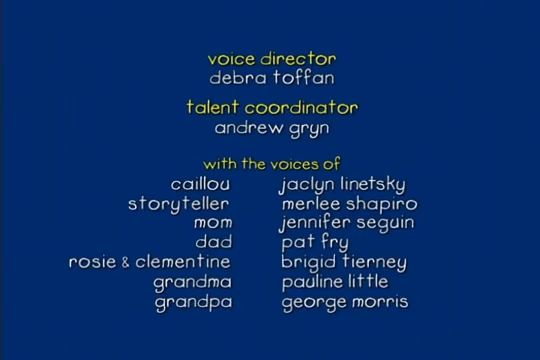 voice director
debra toffan
talent coordinator
andrew gryn
with the voices of
caillou jaclyn linetsky
storyteller merlee shapiro
mom jennifer seguin
dad pat fry
rosie & clementine brigid tierney
grandma pauline little
grandpa george morris